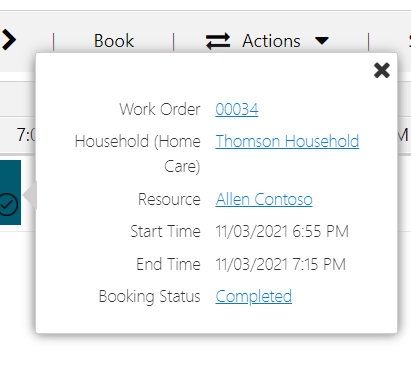 Book Actions S
7:0 M
Work Order 00034
Household (Home Care) Thomson Household
Resource Allen Contoso
Start Time 11/03/2021 6:55 PM
End Time 11/03/2021 7:15 PM
Booking Status Completed